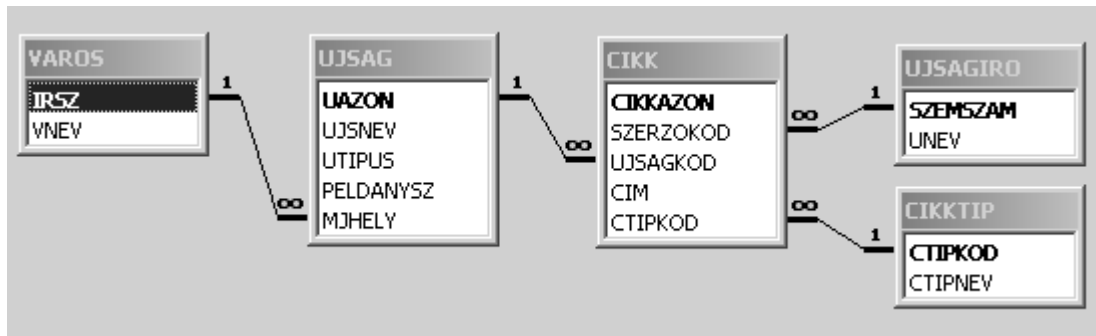 VAROS
IRSZ
VNEV
1
∞
UJSAG
UAZON
UJSNEV
UTIPUS
PELDANYSZ
MJHELY
1
∞
CIKK
CIKKAZON
SZERZOKOD
UJSAGKOD
CIM
CTIPKOD
∞
1
∞
1
UJSAGIRO
SZEMSZAM
UNEV
CIKKTIP
CTIPKOD
CTIPNEV